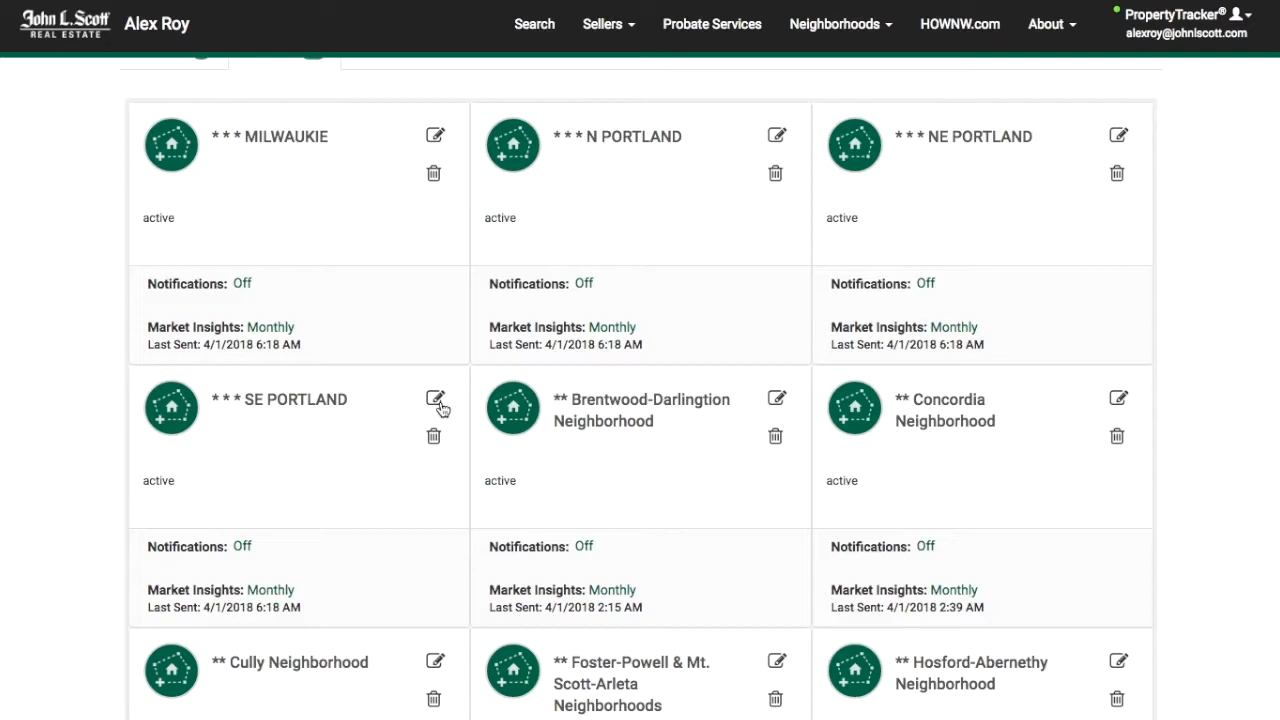 John L. Scott
REAL ESTATE
Alex Roy
Search
Sellers
Probate Services
Neighborhoods
HOWNW.com
About
PropertyTracker®
alexroy@johnlscott.com
* * * MILWAUKIE
active
Notifications: Off
Market Insights: Monthly
Last Sent: 4/1/2018 6:18 AM
* * * N PORTLAND
active
Notifications: Off
Market Insights: Monthly
Last Sent: 4/1/2018 6:18 AM
* * * NE PORTLAND
active
Notifications: Off
Market Insights: Monthly
Last Sent: 4/1/2018 6:18 AM
* * * SE PORTLAND
active
Notifications: Off
Market Insights: Monthly
Last Sent: 4/1/2018 6:18 AM
** Brentwood-Darlingtion
Neighborhood
active
Notifications: Off
Market Insights: Monthly
Last Sent: 4/1/2018 2:15 AM
** Concordia
Neighborhood
active
Notifications: Off
Market Insights: Monthly
Last Sent: 4/1/2018 2:39 AM
** Cully Neighborhood
** Foster-Powell & Mt.
Scott-Arleta
Neighborhoods
** Hosford-Abernethy
Neighborhood